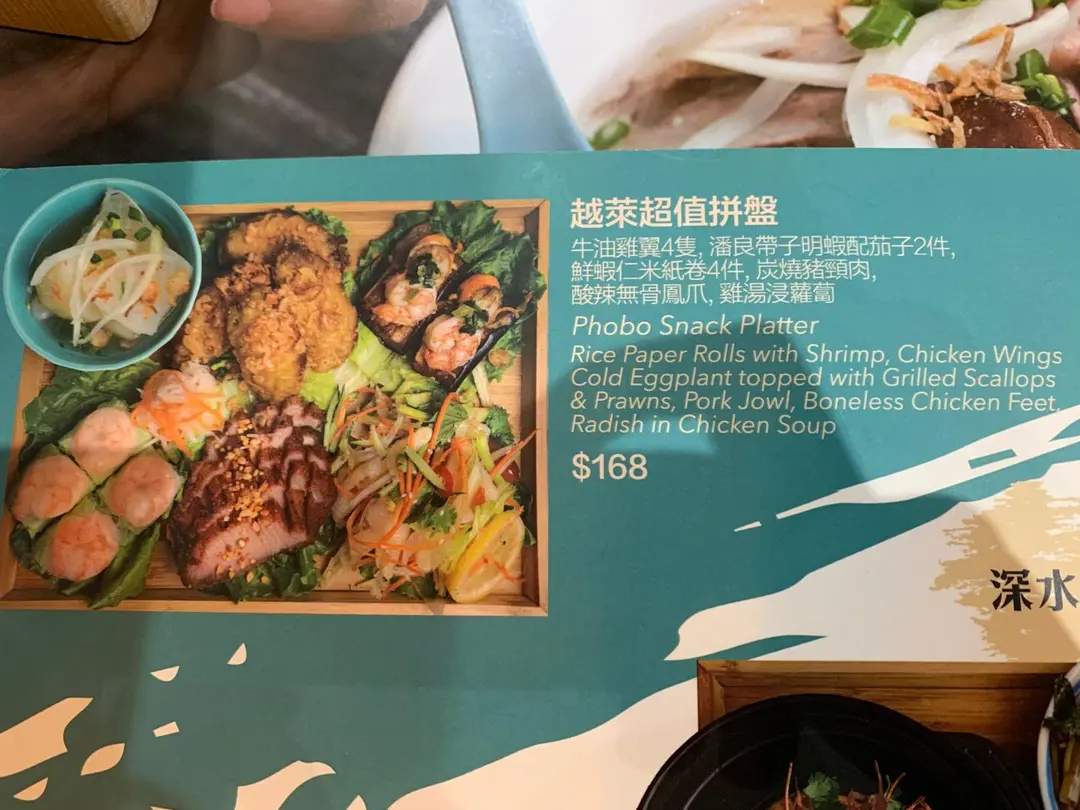 越萊超值拼盤
牛油雞翼4隻, 潘良帶子明蝦配茄子2件,
鮮蝦仁米紙卷4件, 炭燒豬頸肉,
酸辣無骨鳳爪, 雞湯浸蘿蔔
Phobo Snack Platter
Rice Paper Rolls with Shrimp, Chicken Wings
Cold Eggplant topped with Grilled Scallops
& Prawns, Pork Jowl, Boneless Chicken Feet,
Radish in Chicken Soup
$168
深水